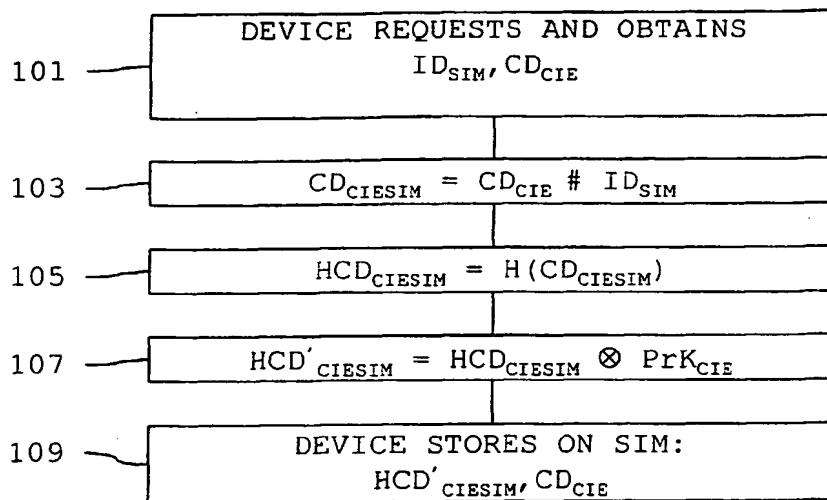 DEVICE REQUESTS AND OBTAINS
101
ID_SIM, CD_CIE
103
CD_CIESIM = CD_CIE # ID_SIM
105
HCD_CIESIM = H(CD_CIESIM)
107
HCD'_CIESIM = HCD_CIESIM ⊗ PrK_CIE
109
DEVICE STORES ON SIM:
HCD'_CIESIM, CD_CIE